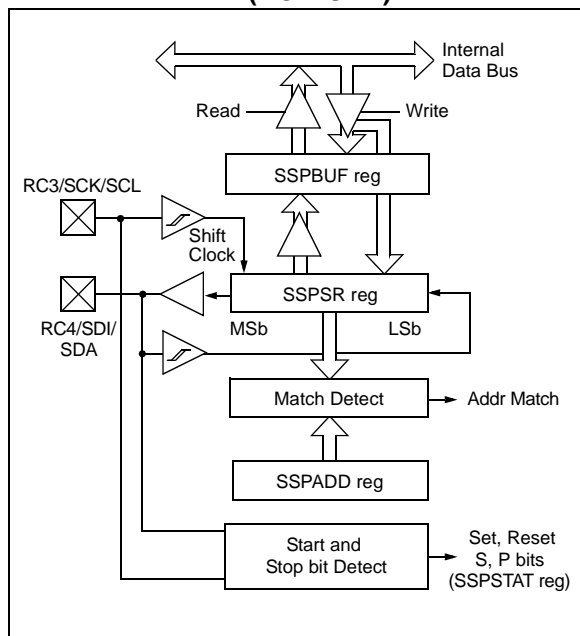 Internal
Data Bus
Read
Write
SSPBUF reg
RC3/SCK/SCL
Shift
Clock
SSPSR reg
MSb
LSb
RC4/SDI/
SDA
Match Detect
Addr Match
SSPADD reg
Start and
Stop bit Detect
Set, Reset
S, P bits
(SSPSTAT reg)